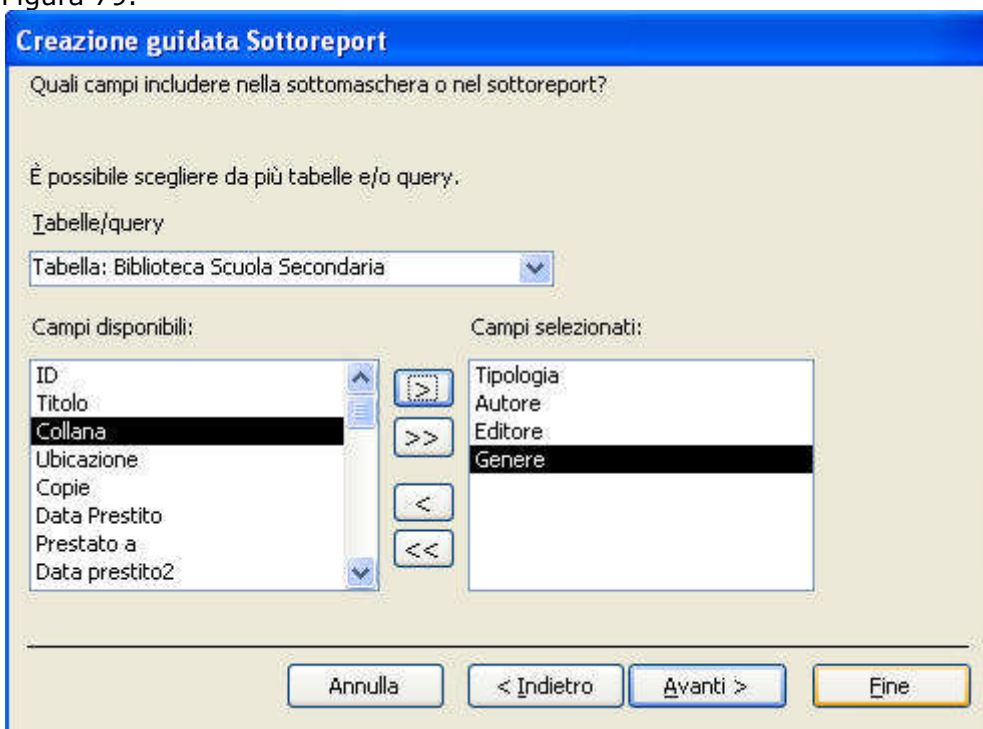 Figura 79.
Creazione guidata Sottoreport
Quali campi includere nella sottomaschera o nel sottoreport?
È possibile scegliere da più tabelle e/o query.
Tabelle/query
Tabella: Biblioteca Scuola Secondaria
Campi disponibili:
ID
Titolo
Collana
Ubicazione
Copie
Data Prestito
Prestato a
Data prestito2
>
>>
<
<<
Campi selezionati:
Tipologia
Autore
Editore
Genere
Annulla
< Indietro
Avanti >
Fine